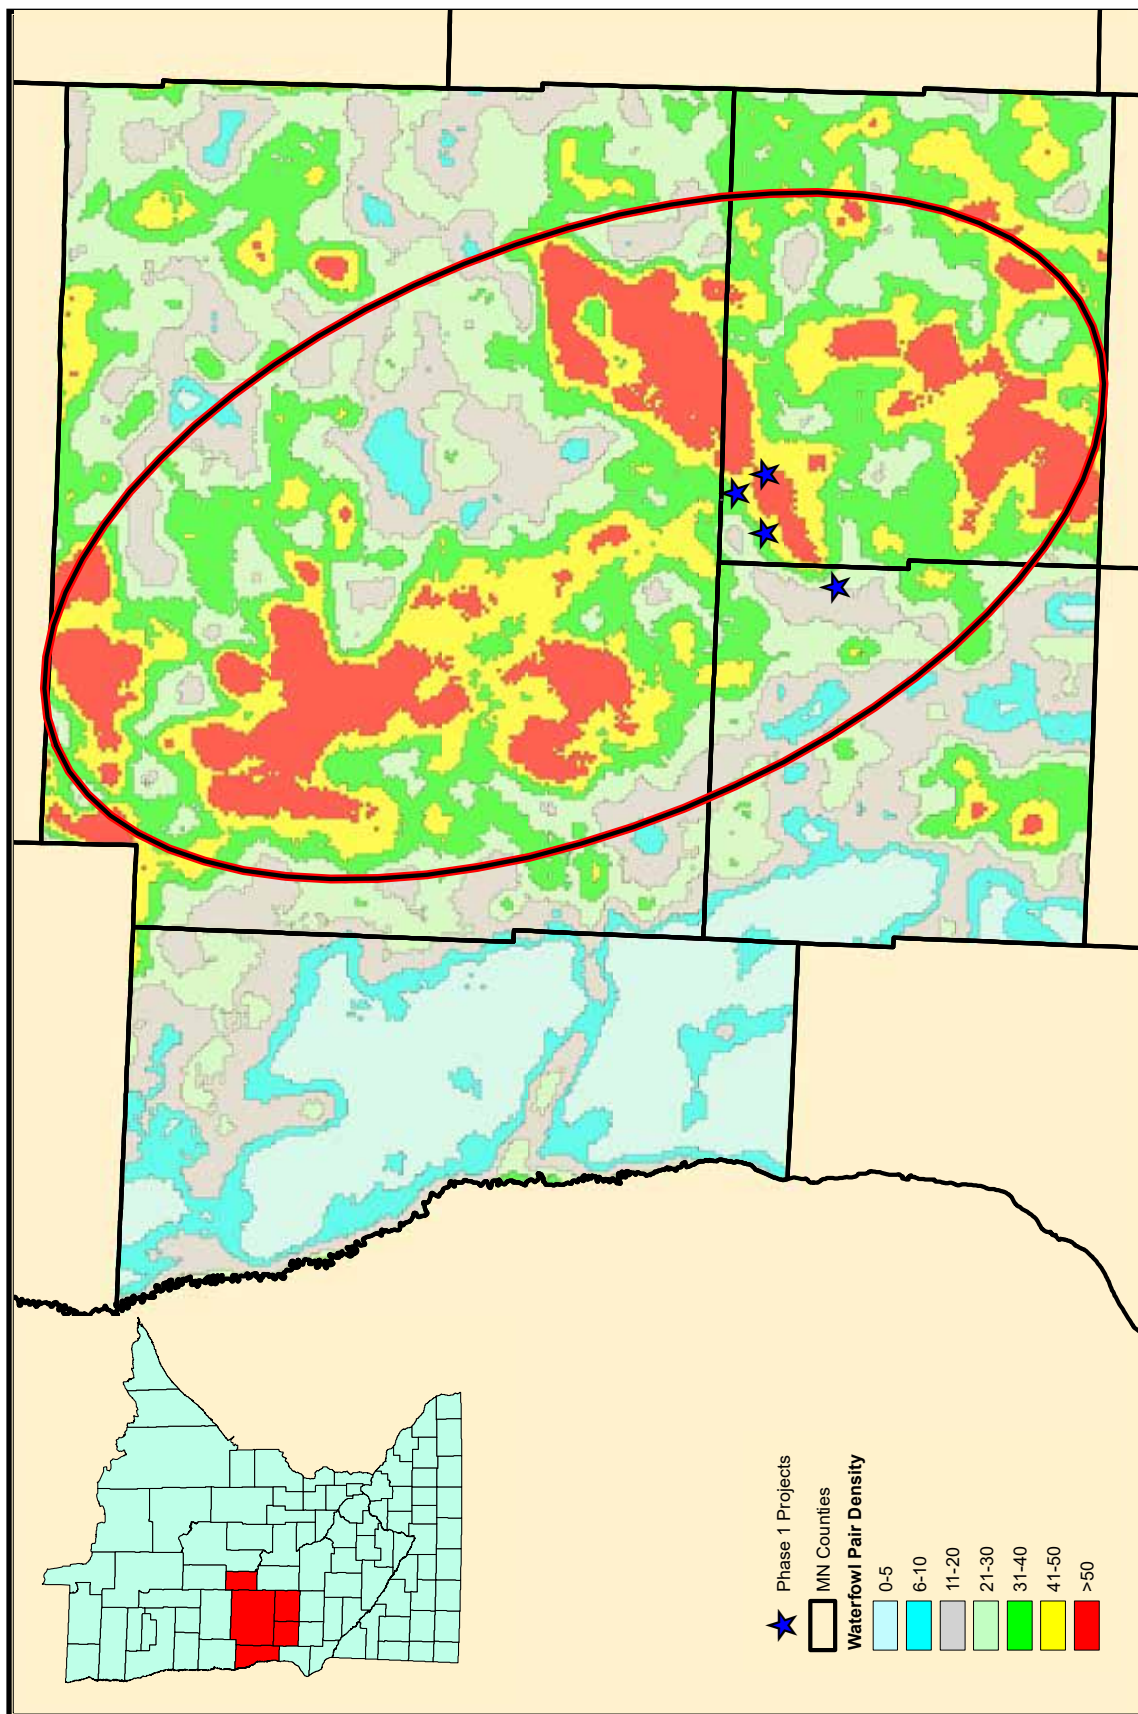 Phase 1 Projects
MN Counties
Waterfowl Pair Density
0-5
6-10
11-20
21-30
31-40
41-50
>50